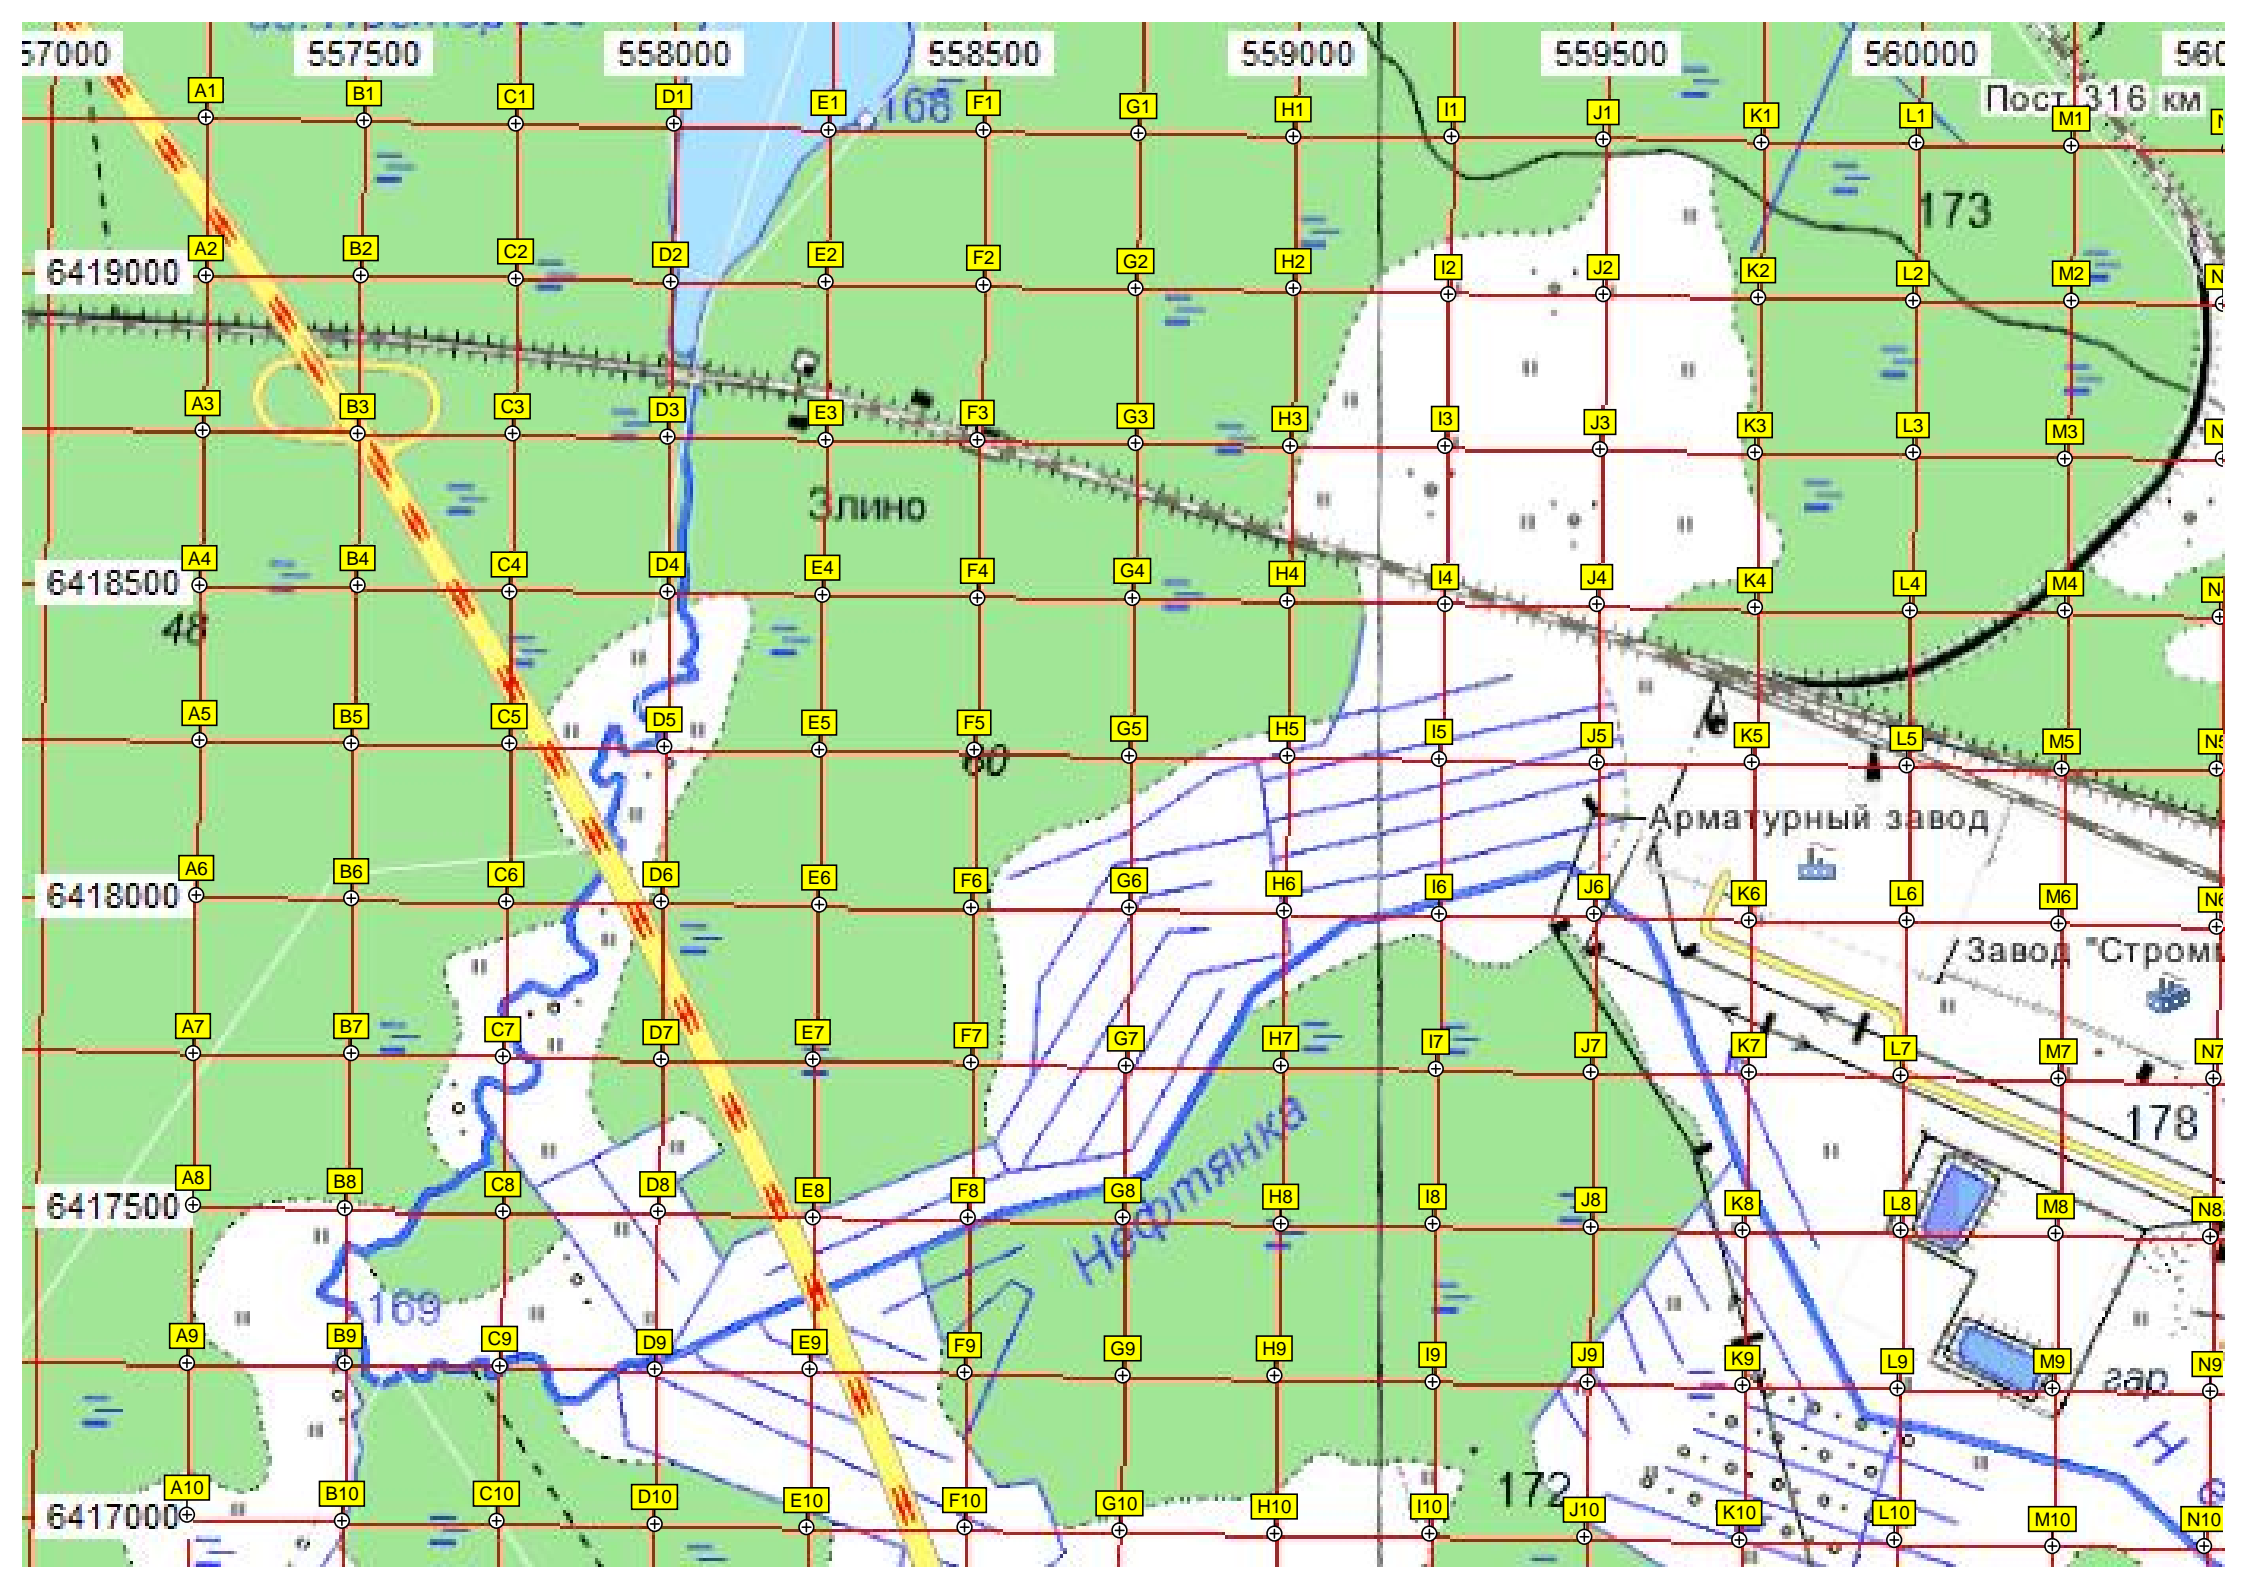 57000 557500 558000 558500 559000 559500 560000 560
168
Пост 316 км
A1 B1 C1 D1 E1 F1 G1 H1 I1 J1 K1 L1 M1
173
A2 B2 C2 D2 E2 F2 G2 H2 I2 J2 K2 L2 M2 N
6419000
A3 B3 C3 D3 E3 F3 G3 H3 I3 J3 K3 L3 M3 N
Злино
A4 B4 C4 D4 E4 F4 G4 H4 I4 J4 K4 L4 M4 N4
6418500
48
A5 B5 C5 D5 E5 F5 G5 H5 I5 J5 K5 L5 M5 N5
60
Арматурный завод
A6 B6 C6 D6 E6 F6 G6 H6 I6 J6 K6 L6 M6 N6
6418000
Завод "Стромм
A7 B7 C7 D7 E7 F7 G7 H7 I7 J7 K7 L7 M7 N7
178
Нефтянка
A8 B8 C8 D8 E8 F8 G8 H8 I8 J8 K8 L8 M8 N8
6417500
169
A9 B9 C9 D9 E9 F9 G9 H9 I9 J9 K9 L9 M9 N9
гар.
Н
172
A10 B10 C10 D10 E10 F10 G10 H10 I10 J10 K10 L10 M10 N10
6417000